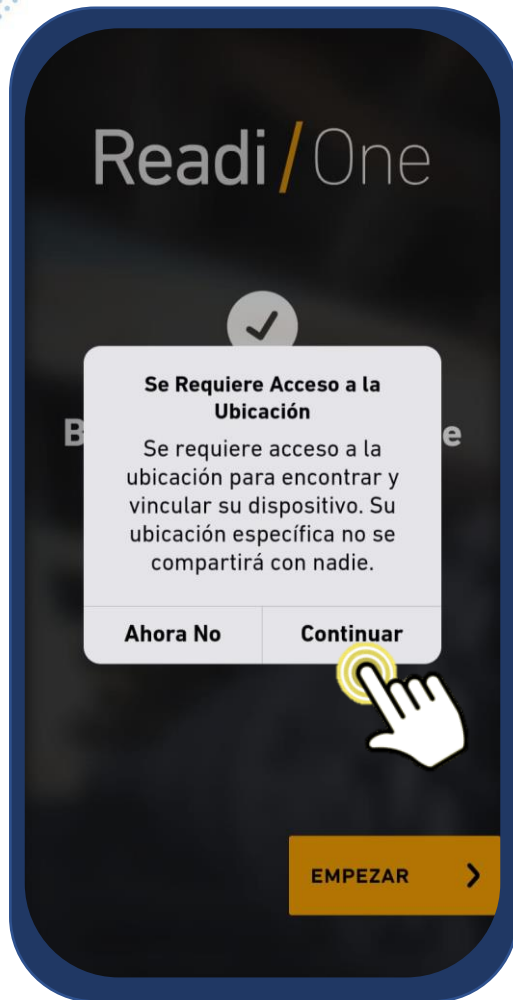 Readi/One
Se Requiere Acceso a la
Ubicación
B
e
Se requiere acceso a la
ubicación para encontrar y
vincular su dispositivo. Su
ubicación específica no se
compartirá con nadie.
Ahora No
Continuar
EMPEZAR